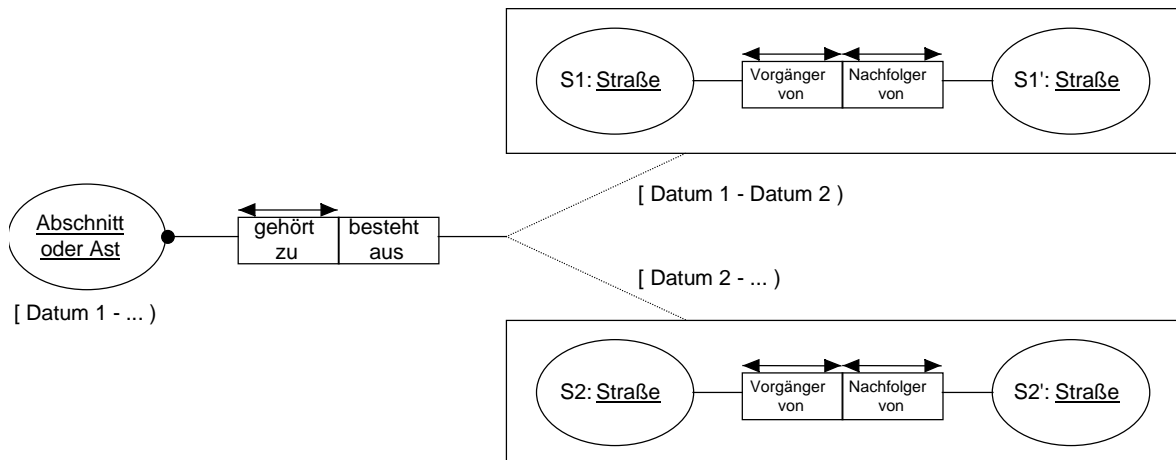 S1: Straße
Vorgänger
von
Nachfolger
von
S1': Straße
[ Datum 1 - Datum 2 )
Abschnitt
oder Ast
gehört
zu
besteht
aus
[ Datum 2 - ... )
[ Datum 1 - ... )
S2: Straße
Vorgänger
von
Nachfolger
von
S2': Straße